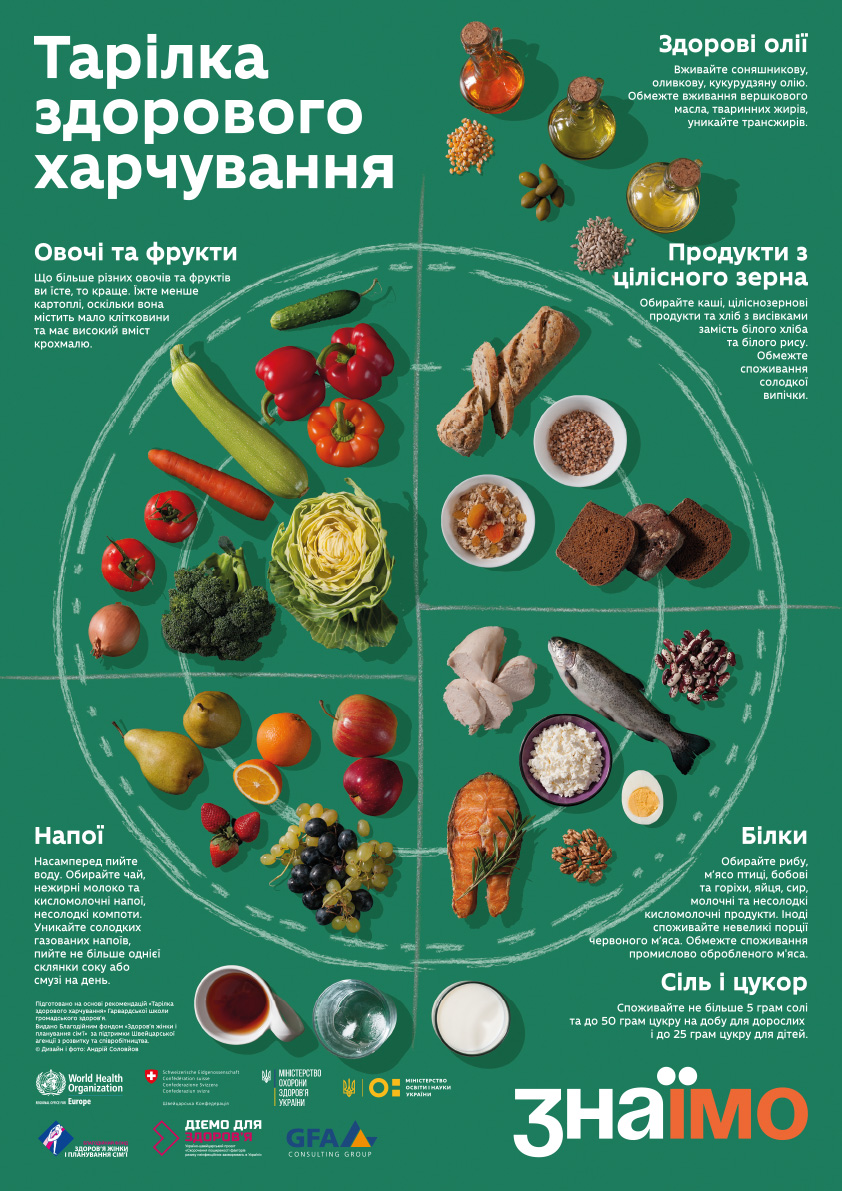 Тарілка
здорового
харчування
Здорові олії
Вживайте соняшникову,
оливкову, кукурудзяну олію.
Обмежте вживання вершкового
масла, тваринних жирів,
уникайте трансжирів.
Овочі та фрукти
Що більше різних овочів та фруктів
ви їсте, то краще. Їжте менше
картоплі, оскільки вона
містить мало клітковини
та має високий вміст
крохмалю.
Продукти з
цілісного зерна
Обирайте каші, цільнозернові
продукти та хліб з висівками
замість білого хліба
та білого рису.
Обмежте
споживання
солодкої
випічки.
Напої
Насамперед пийте
воду. Обирайте чай,
нежирні молоко та
кисломолочні напої,
несолодкі компоти.
Уникайте солодких
газованих напоїв,
пийте не більше однієї
склянки соку або
смузі на день.
Білки
Обирайте рибу,
м'ясо птиці, бобові
та горіхи, яйця, сир,
молочні та несолодкі
кисломолочні продукти. Іноді
споживайте невеликі порції
червоного м'яса. Обмежте споживання
промислово обробленого м'яса.
Сіль і цукор
Споживайте не більше 5 грам солі
та до 50 грам цукру на добу для дорослих
і до 25 грам цукру для дітей.
Підготовано на основі рекомендацій «Тарілка
здорового харчування» Гарвардської школи
громадського здоров'я.
Видано Благодійним фондом «Здоров'я жінки і
планування сім'ї» за підтримки Швейцарської
агенції з розвитку та співробітництва.
© Дизайн і фото: Андрій Соловйов
World Health
Organization
REGIONAL OFFICE FOR Europe
Schweizerische Eidgenossenschaft
Confédération suisse
Confederazione Svizzera
Confederaziun svizra
Швейцарська Конфедерація
МІНІСТЕРСТВО
ОХОРОНИ
ЗДОРОВ'Я
УКРАЇНИ
МІНІСТЕРСТВО
ОСВІТИ І НАУКИ
УКРАЇНИ
ЗДОРОВ'Я ЖІНКИ
І ПЛАНУВАННЯ СІМ'Ї
ДІЄМО ДЛЯ
ЗДОРОВ'Я
GFA
CONSULTING GROUP
знаїмо